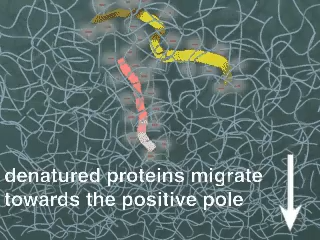 denatured proteins migrate
towards the positive pole